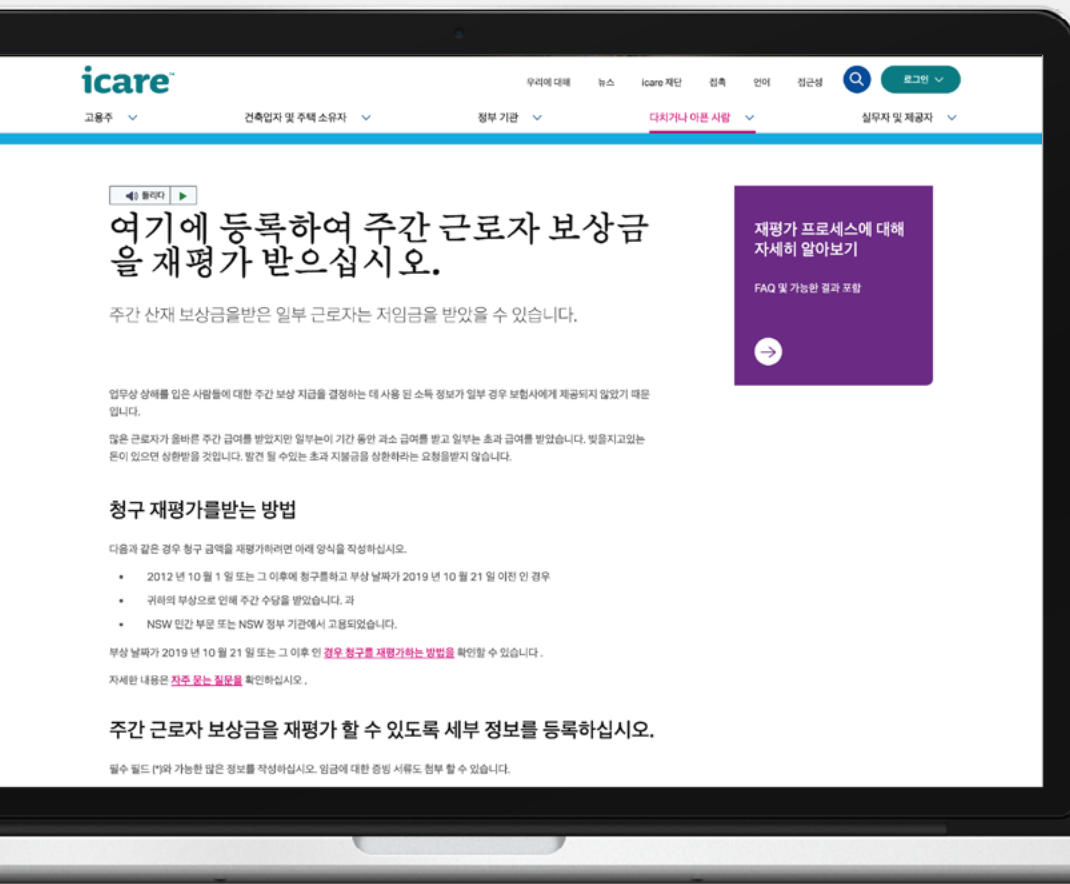 icare™
우리에 대해 뉴스 icare 재단 접촉 언어 접근성 로그인
고용주 건축업자 및 주택 소유자 정부 기관 다치거나 아픈 사람 실무자 및 제공자
들리다
여기에 등록하여 주간 근로자 보상금
을 재평가 받으십시오.
주간 산재 보상금을받은 일부 근로자는 저임금을 받았을 수 있습니다.
재평가 프로세스에 대해
자세히 알아보기
FAQ 및 가능한 결과 포함
업무상 상해를 입은 사람들에 대한 주간 보상 지급을 결정하는 데 사용 된 소득 정보가 일부 경우 보험사에게 제공되지 않았기 때문
입니다.
많은 근로자가 올바른 주간 급여를 받았지만 일부는이 기간 동안 과소 급여를 받고 일부는 초과 급여를 받았습니다. 빚을지고있는
돈이 있으면 상환받을 것입니다. 발견 될 수있는 초과 지불금을 상환하라는 요청을받지 않습니다.
청구 재평가를받는 방법
다음과 같은 경우 청구 금액을 재평가하려면 아래 양식을 작성하십시오.
• 2012 년 10 월 1 일 또는 그 이후에 청구를하고 부상 날짜가 2019 년 10 월 21 일 이전 인 경우
• 귀하의 부상으로 인해 주간 수당을 받았습니다. 과
• NSW 민간 부문 또는 NSW 정부 기관에서 고용되었습니다.
부상 날짜가 2019 년 10 월 21 일 또는 그 이후 인 경우 청구를 재평가하는 방법을 확인할 수 있습니다 .
자세한 내용은 자주 묻는 질문을 확인하십시오 .
주간 근로자 보상금을 재평가 할 수 있도록 세부 정보를 등록하십시오.
필수 필드 (*)와 가능한 많은 정보를 작성하십시오. 임금에 대한 증빙 서류도 첨부 할 수 있습니다.